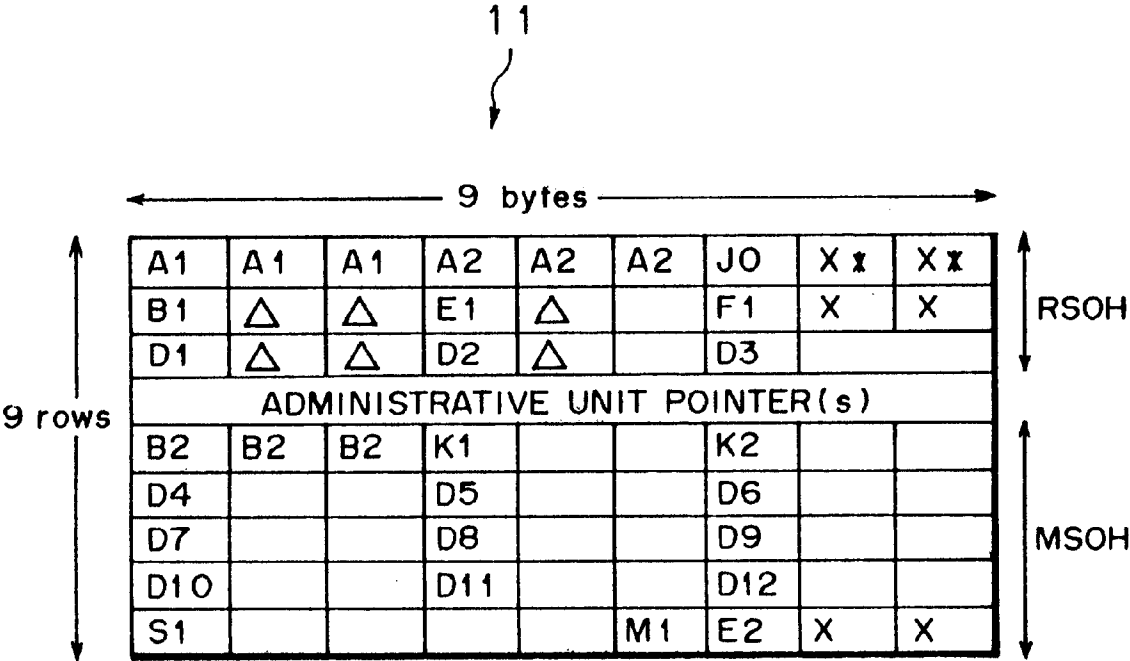 11
9 bytes
A1 A1 A1 A2 A2 A2 J0 X* X*
B1 △ △ E1 △ F1 X X
RSOH
D1 △ △ D2 △ D3
ADMINISTRATIVE UNIT POINTER(s)
9 rows
B2 B2 B2 K1 K2
D4 D5 D6
D7 D8 D9
MSOH
D10 D11 D12
S1 M1 E2 X X